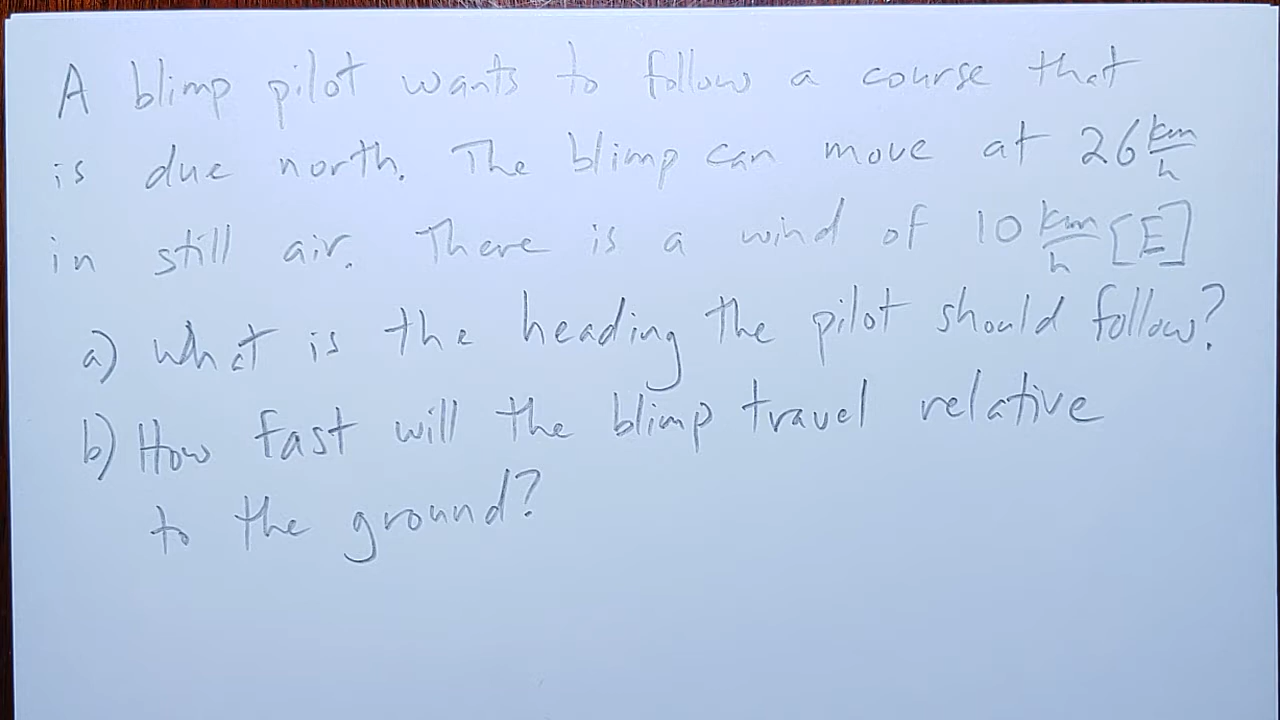 A blimp pilot wants to follow a course that
is due north. The blimp can move at 26 km/h
in still air. There is a wind of 10 km/h [E]
a) What is the heading the pilot should follow?
b) How fast will the blimp travel relative
to the ground?